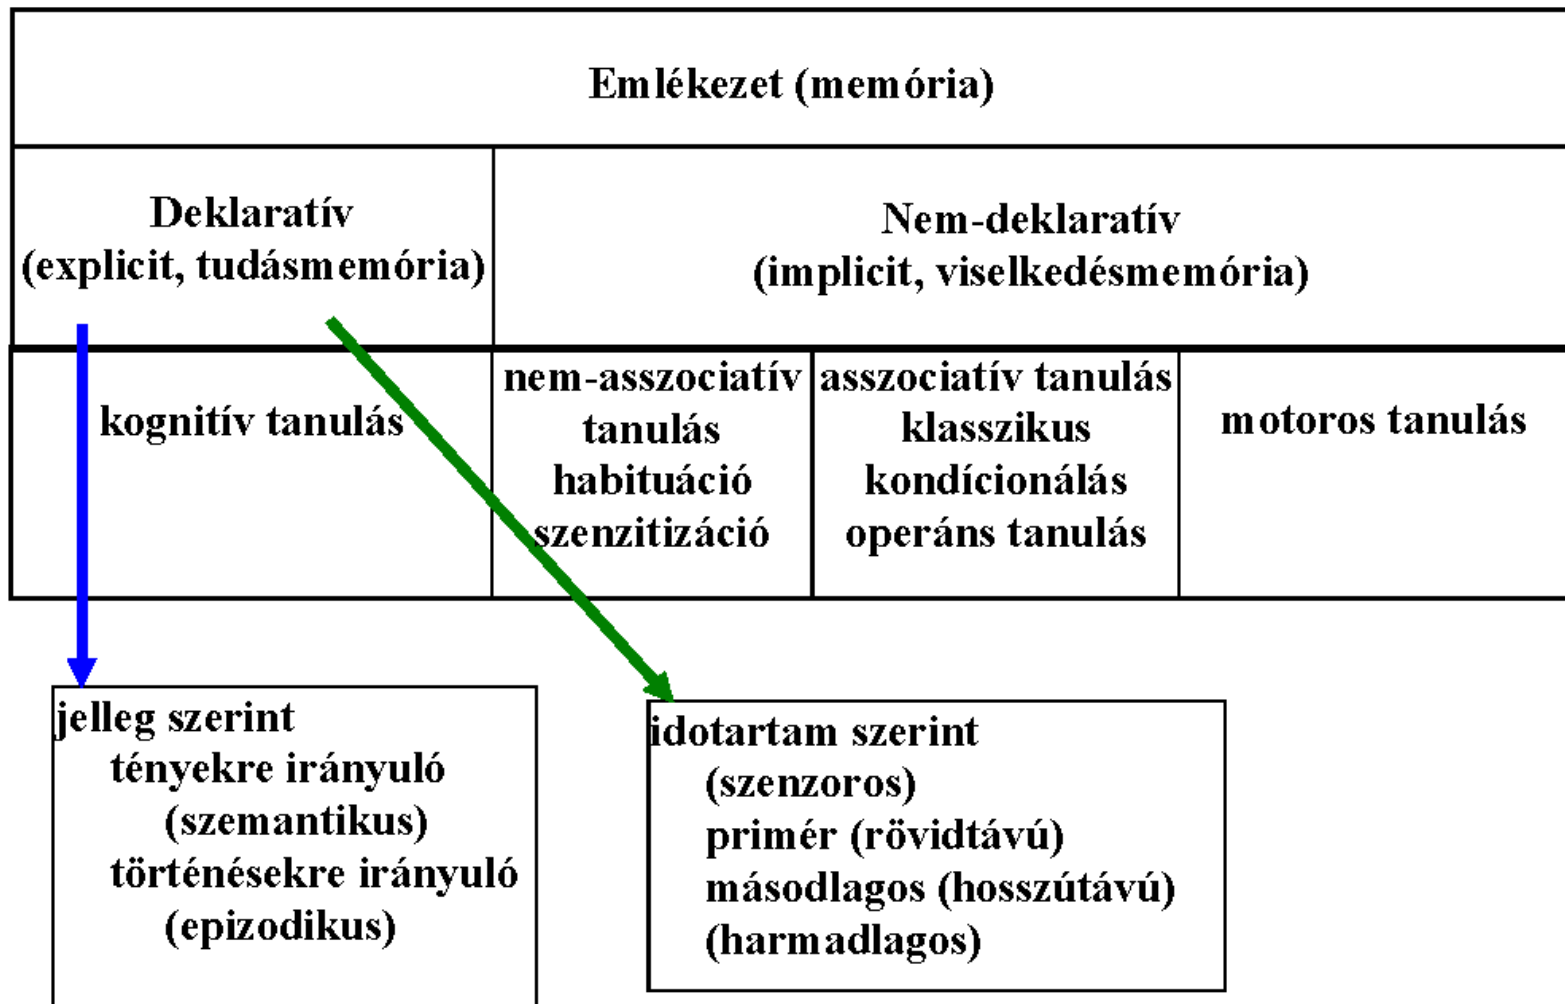 Emlékezet (memória)
Deklaratív
(explicit, tudásmemória)
Nem-deklaratív
(implicit, viselkedésmemória)
kognitív tanulás
nem-asszociatív
tanulás
habituáció
szenzitizáció
asszociatív tanulás
klasszikus
kondícionálás
operáns tanulás
motoros tanulás
jelleg szerint
tényekre irányuló
(szemantikus)
történésekre irányuló
(epizodikus)
idotartam szerint
(szenzoros)
primér (rövidtávú)
másodlagos (hosszútávú)
(harmadlagos)